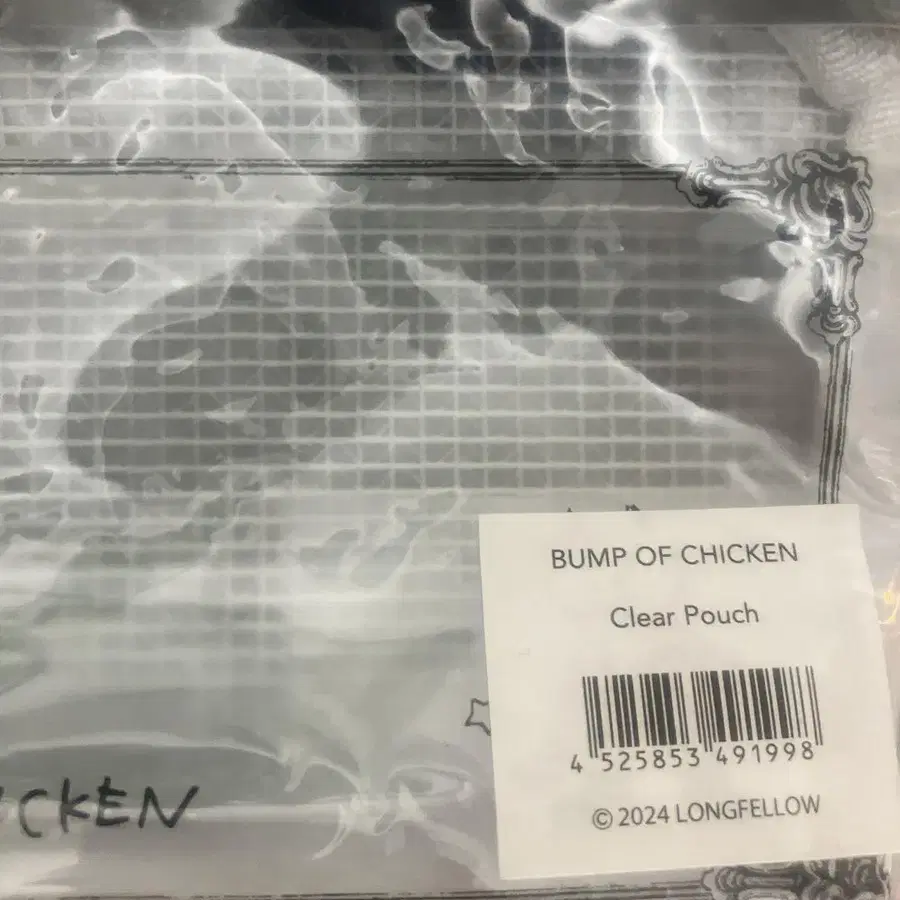 BUMP OF CHICKEN
Clear Pouch
4 525853 491998
© 2024 LONGFELLOW
CKEN